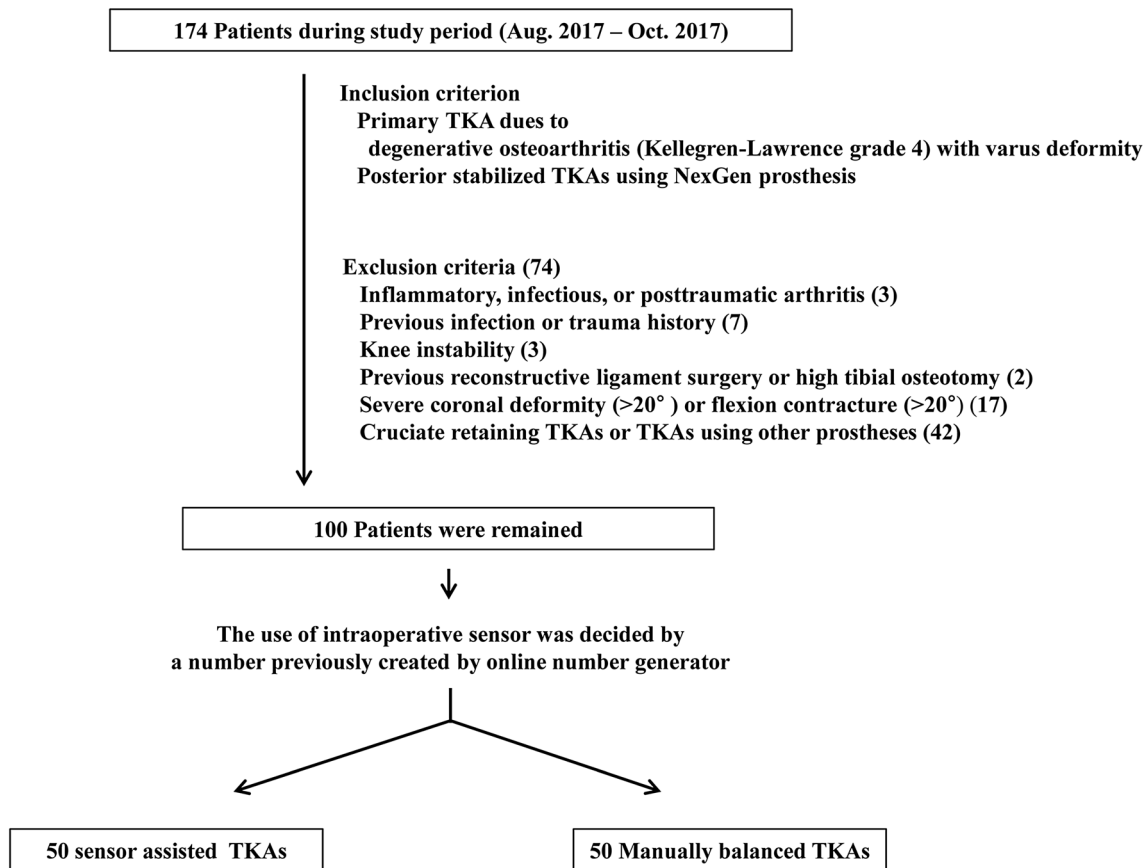 174 Patients during study period (Aug. 2017 – Oct. 2017)
Inclusion criterion
Primary TKA dues to
degenerative osteoarthritis (Kellegren-Lawrence grade 4) with varus deformity
Posterior stabilized TKAs using NexGen prosthesis
Exclusion criteria (74)
Inflammatory, infectious, or posttraumatic arthritis (3)
Previous infection or trauma history (7)
Knee instability (3)
Previous reconstructive ligament surgery or high tibial osteotomy (2)
Severe coronal deformity (>20° ) or flexion contracture (>20°) (17)
Cruciate retaining TKAs or TKAs using other prostheses (42)
100 Patients were remained
The use of intraoperative sensor was decided by
a number previously created by online number generator
50 sensor assisted  TKAs
50 Manually balanced TKAs